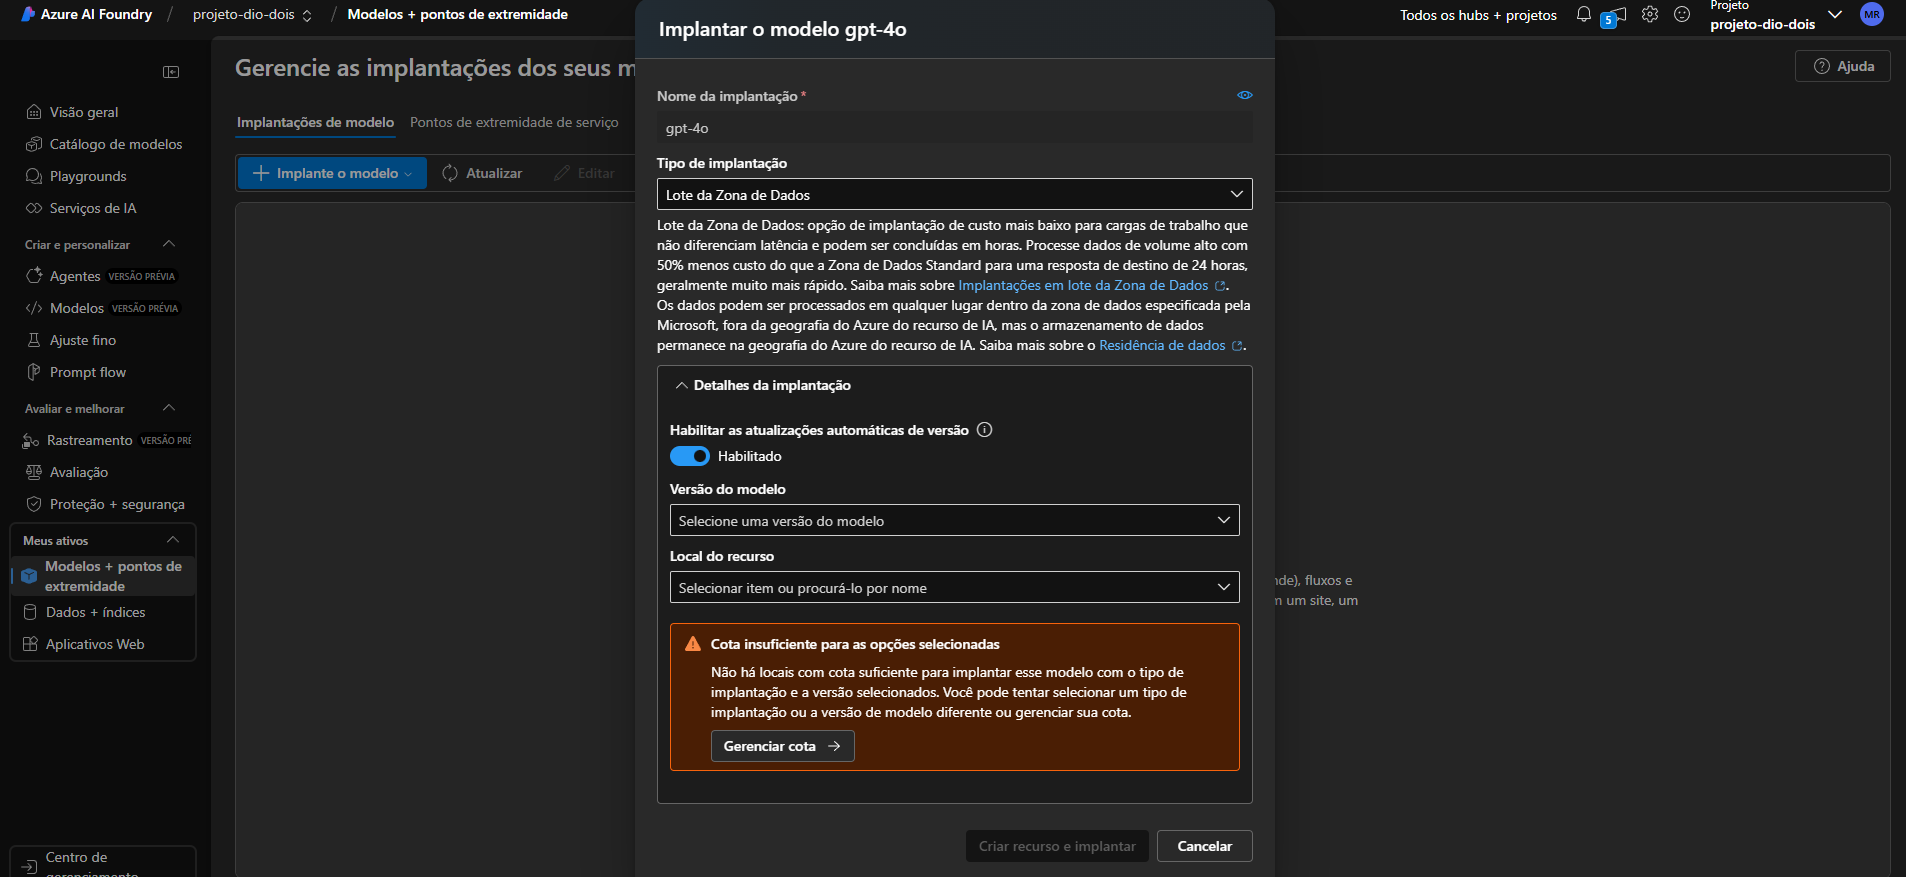 Azure AI Foundry / projeto-dio-dois / Modelos + pontos de extremidade
Todos os hubs + projetos
5
Projeto
projeto-dio-dois
MR
Visão geral
Catálogo de modelos
Playgrounds
Serviços de IA
Criar e personalizar
Agentes VERSÃO PRÉVIA
Modelos VERSÃO PRÉVIA
Ajuste fino
Prompt flow
Avaliar e melhorar
Rastreamento VERSÃO PRÉ
Avaliação
Proteção + segurança
Meus ativos
Modelos + pontos de
extremidade
Dados + índices
Aplicativos Web
Centro de
gerenciamento
Gerencie as implantações dos seus m
Ajuda
Implantações de modelo
Pontos de extremidade de serviço
Implante o modelo
Atualizar
Editar
nde), fluxos e
m um site, um
Implantar o modelo gpt-4o
Nome da implantação *
gpt-4o
Tipo de implantação
Lote da Zona de Dados
Lote da Zona de Dados: opção de implantação de custo mais baixo para cargas de trabalho que
não diferenciam latência e podem ser concluídas em horas. Processe dados de volume alto com
50% menos custo do que a Zona de Dados Standard para uma resposta de destino de 24 horas,
geralmente muito mais rápido. Saiba mais sobre Implantações em lote da Zona de Dados.
Os dados podem ser processados em qualquer lugar dentro da zona de dados especificada pela
Microsoft, fora da geografia do Azure do recurso de IA, mas o armazenamento de dados
permanece na geografia do Azure do recurso de IA. Saiba mais sobre o Residência de dados.
Detalhes da implantação
Habilitar as atualizações automáticas de versão
Habilitado
Versão do modelo
Selecione uma versão do modelo
Local do recurso
Selecionar item ou procurá-lo por nome
Cota insuficiente para as opções selecionadas
Não há locais com cota suficiente para implantar esse modelo com o tipo de
implantação e a versão selecionados. Você pode tentar selecionar um tipo de
implantação ou a versão de modelo diferente ou gerenciar sua cota.
Gerenciar cota
Criar recurso e implantar
Cancelar